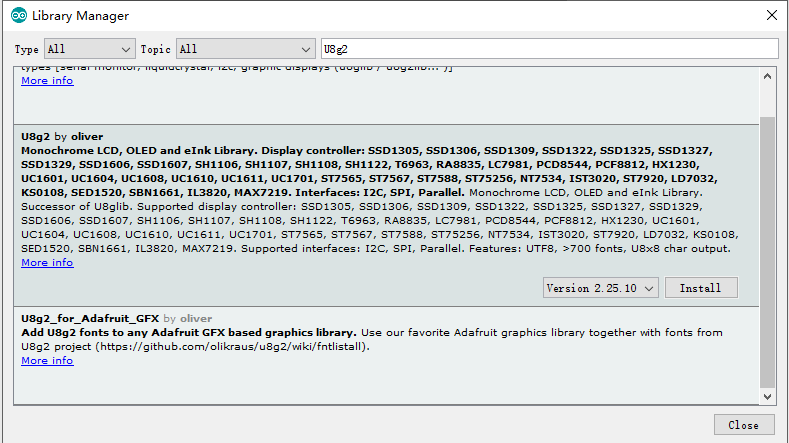 Library Manager
Type All Topic All U8g2
types [serial monitor, liquidcrystal, i2c, graphic displays (u8glib / u8g2lib... )]
More info
U8g2 by oliver
Monochrome LCD, OLED and eInk Library. Display controller: SSD1305, SSD1306, SSD1309, SSD1322, SSD1325, SSD1327,
SSD1329, SSD1606, SSD1607, SH1106, SH1107, SH1108, SH1122, T6963, RA8835, LC7981, PCD8544, PCF8812, HX1230,
UC1601, UC1604, UC1608, UC1610, UC1611, UC1701, ST7565, ST7567, ST7588, ST75256, NT7534, IST3020, ST7920, LD7032,
KS0108, SED1520, SBN1661, IL3820, MAX7219. Interfaces: I2C, SPI, Parallel. Monochrome LCD, OLED and eInk Library.
Successor of U8glib. Supported display controller: SSD1305, SSD1306, SSD1309, SSD1322, SSD1325, SSD1327, SSD1329,
SSD1606, SSD1607, SH1106, SH1107, SH1108, SH1122, T6963, RA8835, LC7981, PCD8544, PCF8812, HX1230, UC1601,
UC1604, UC1608, UC1610, UC1611, UC1701, ST7565, ST7567, ST7588, ST75256, NT7534, IST3020, ST7920, LD7032, KS0108,
SED1520, SBN1661, IL3820, MAX7219. Supported interfaces: I2C, SPI, Parallel. Features: UTF8, >700 fonts, U8x8 char output.
More info
Version 2.25.10 Install
U8g2_for_Adafruit_GFX by oliver
Add U8g2 fonts to any Adafruit GFX based graphics library. Use our favorite Adafruit graphics library together with fonts from
U8g2 project (https://github.com/olikraus/u8g2/wiki/fntlistall).
More info
Close